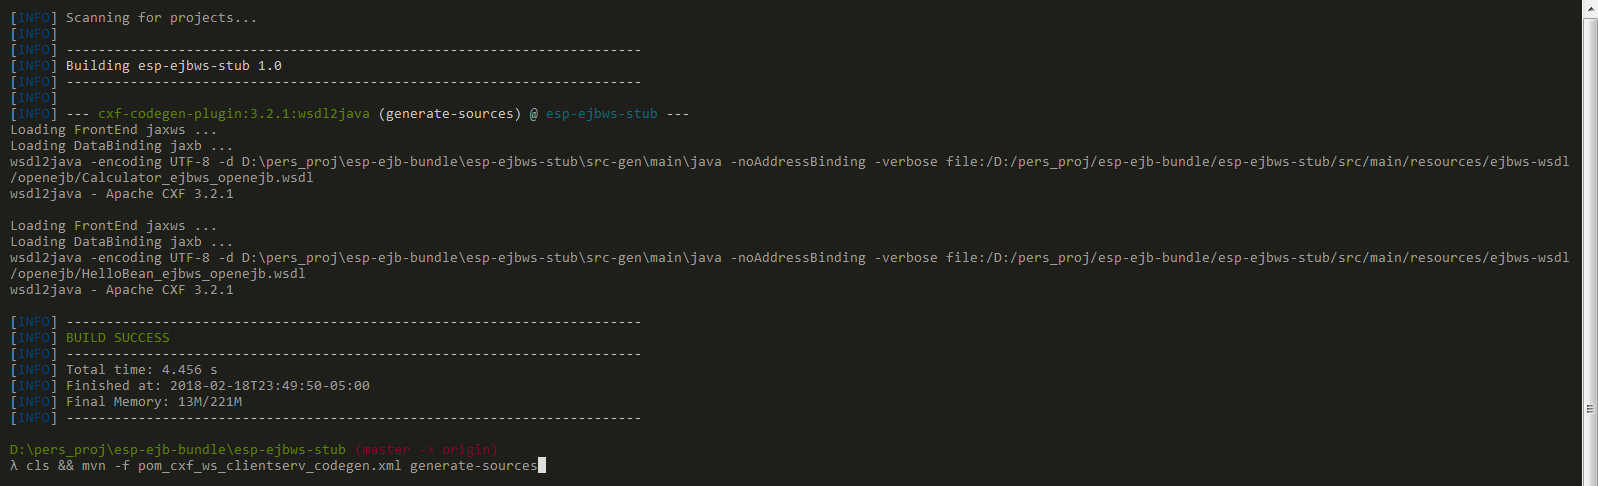 [INFO] Scanning for projects...
[INFO]
[INFO] ------------------------------------------------------------------------
[INFO] Building esp-ejbws-stub 1.0
[INFO] ------------------------------------------------------------------------
[INFO]
[INFO] --- cxf-codegen-plugin:3.2.1:wsdl2java (generate-sources) @ esp-ejbws-stub ---
Loading FrontEnd jaxws ...
Loading DataBinding jaxb ...
wsdl2java -encoding UTF-8 -d D:\pers_proj\esp-ejb-bundle\esp-ejbws-stub\src-gen\main\java -noAddressBinding -verbose file:/D:/pers_proj/esp-ejb-bundle/esp-ejbws-stub/src/main/resources/ejbws-wsdl
/openejb/Calculator_ejbws_openejb.wsdl
wsdl2java - Apache CXF 3.2.1
Loading FrontEnd jaxws ...
Loading DataBinding jaxb ...
wsdl2java -encoding UTF-8 -d D:\pers_proj\esp-ejb-bundle\esp-ejbws-stub\src-gen\main\java -noAddressBinding -verbose file:/D:/pers_proj/esp-ejb-bundle/esp-ejbws-stub/src/main/resources/ejbws-wsdl
/openejb/HelloBean_ejbws_openejb.wsdl
wsdl2java - Apache CXF 3.2.1
[INFO] ------------------------------------------------------------------------
[INFO] BUILD SUCCESS
[INFO] ------------------------------------------------------------------------
[INFO] Total time: 4.456 s
[INFO] Finished at: 2018-02-18T23:49:50-05:00
[INFO] Final Memory: 13M/221M
[INFO] ------------------------------------------------------------------------
D:\pers_proj\esp-ejb-bundle\esp-ejbws-stub (master -> origin)
λ cls && mvn -f pom_cxf_ws_clientserv_codegen.xml generate-sources